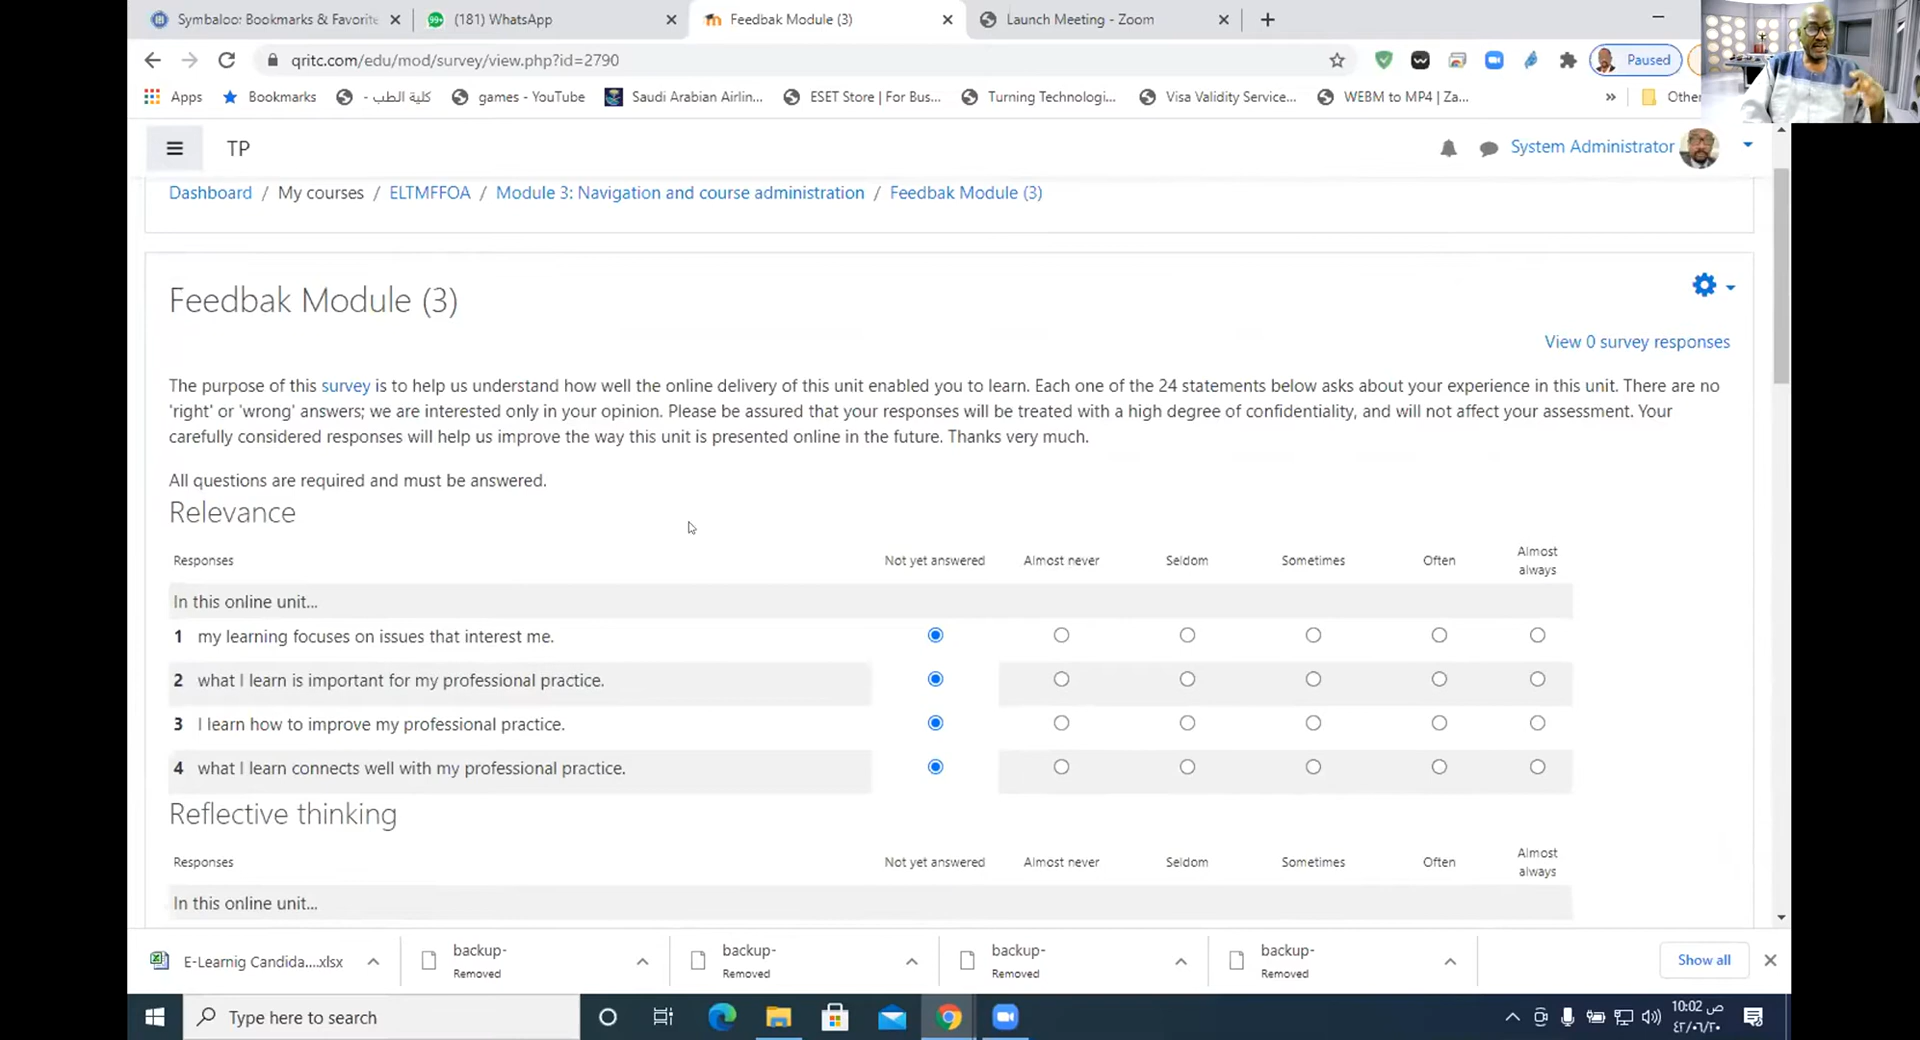 Symbaloo: Bookmarks & Favorite
99+ (181) WhatsApp
Feedbak Module (3)
Launch Meeting - Zoom
qritc.com/edu/mod/survey/view.php?id=2790
Paused
Apps
Bookmarks
كلية الطب -
games - YouTube
Saudi Arabian Airlin...
ESET Store | For Bus...
Turning Technologi...
Visa Validity Service...
WEBM to MP4 | Za...
»
Other
TP
System Administrator
Dashboard / My courses / ELTMFFOA / Module 3: Navigation and course administration / Feedbak Module (3)
Feedbak Module (3)
View 0 survey responses
The purpose of this survey is to help us understand how well the online delivery of this unit enabled you to learn. Each one of the 24 statements below asks about your experience in this unit. There are no
'right' or 'wrong' answers; we are interested only in your opinion. Please be assured that your responses will be treated with a high degree of confidentiality, and will not affect your assessment. Your
carefully considered responses will help us improve the way this unit is presented online in the future. Thanks very much.
All questions are required and must be answered.
Relevance
Responses Not yet answered Almost never Seldom Sometimes Often Almost always
In this online unit...
1 my learning focuses on issues that interest me.
2 what I learn is important for my professional practice.
3 I learn how to improve my professional practice.
4 what I learn connects well with my professional practice.
Reflective thinking
Responses Not yet answered Almost never Seldom Sometimes Often Almost always
In this online unit...
E-Learnig Candida....xlsx
backup-
Removed
backup-
Removed
backup-
Removed
backup-
Removed
Show all
Type here to search
10:02 ص
٤٢/٠٦/٢٠